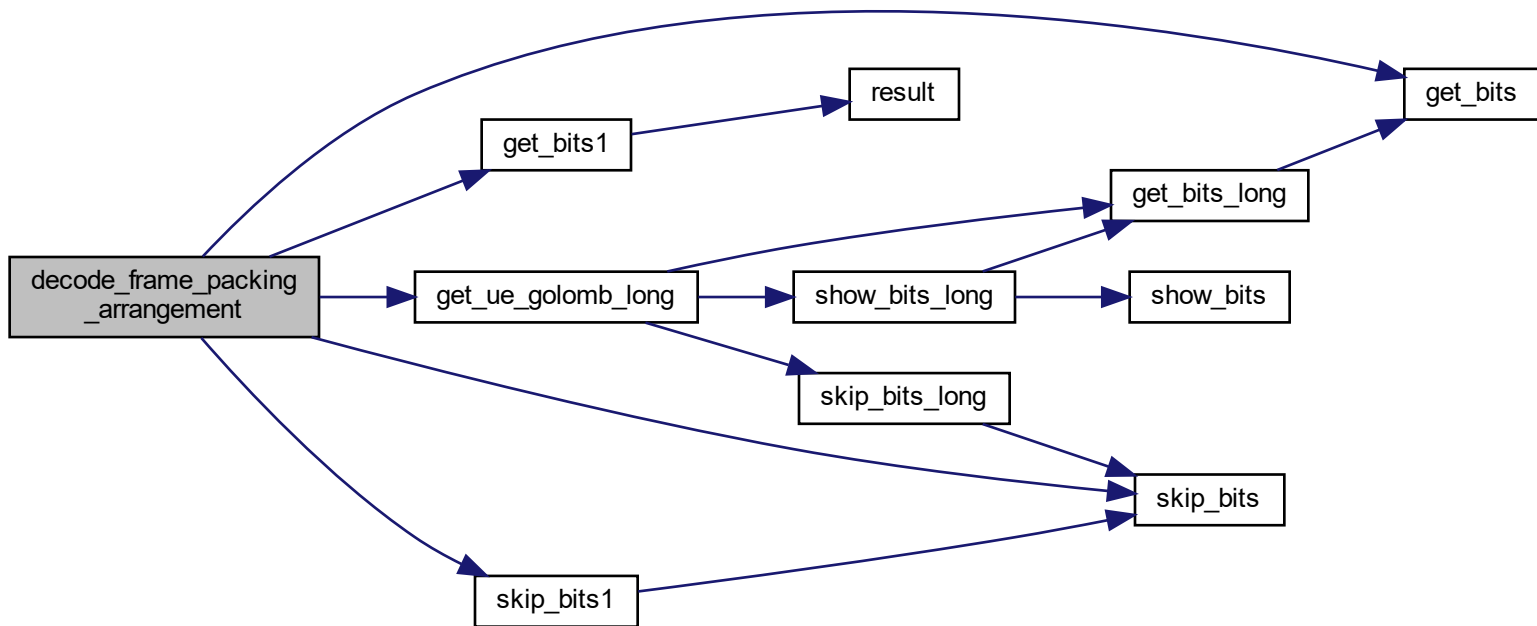 result
get_bits
get_bits1
get_bits_long
decode_frame_packing
_arrangement
get_ue_golomb_long
show_bits_long
show_bits
skip_bits_long
skip_bits
skip_bits1